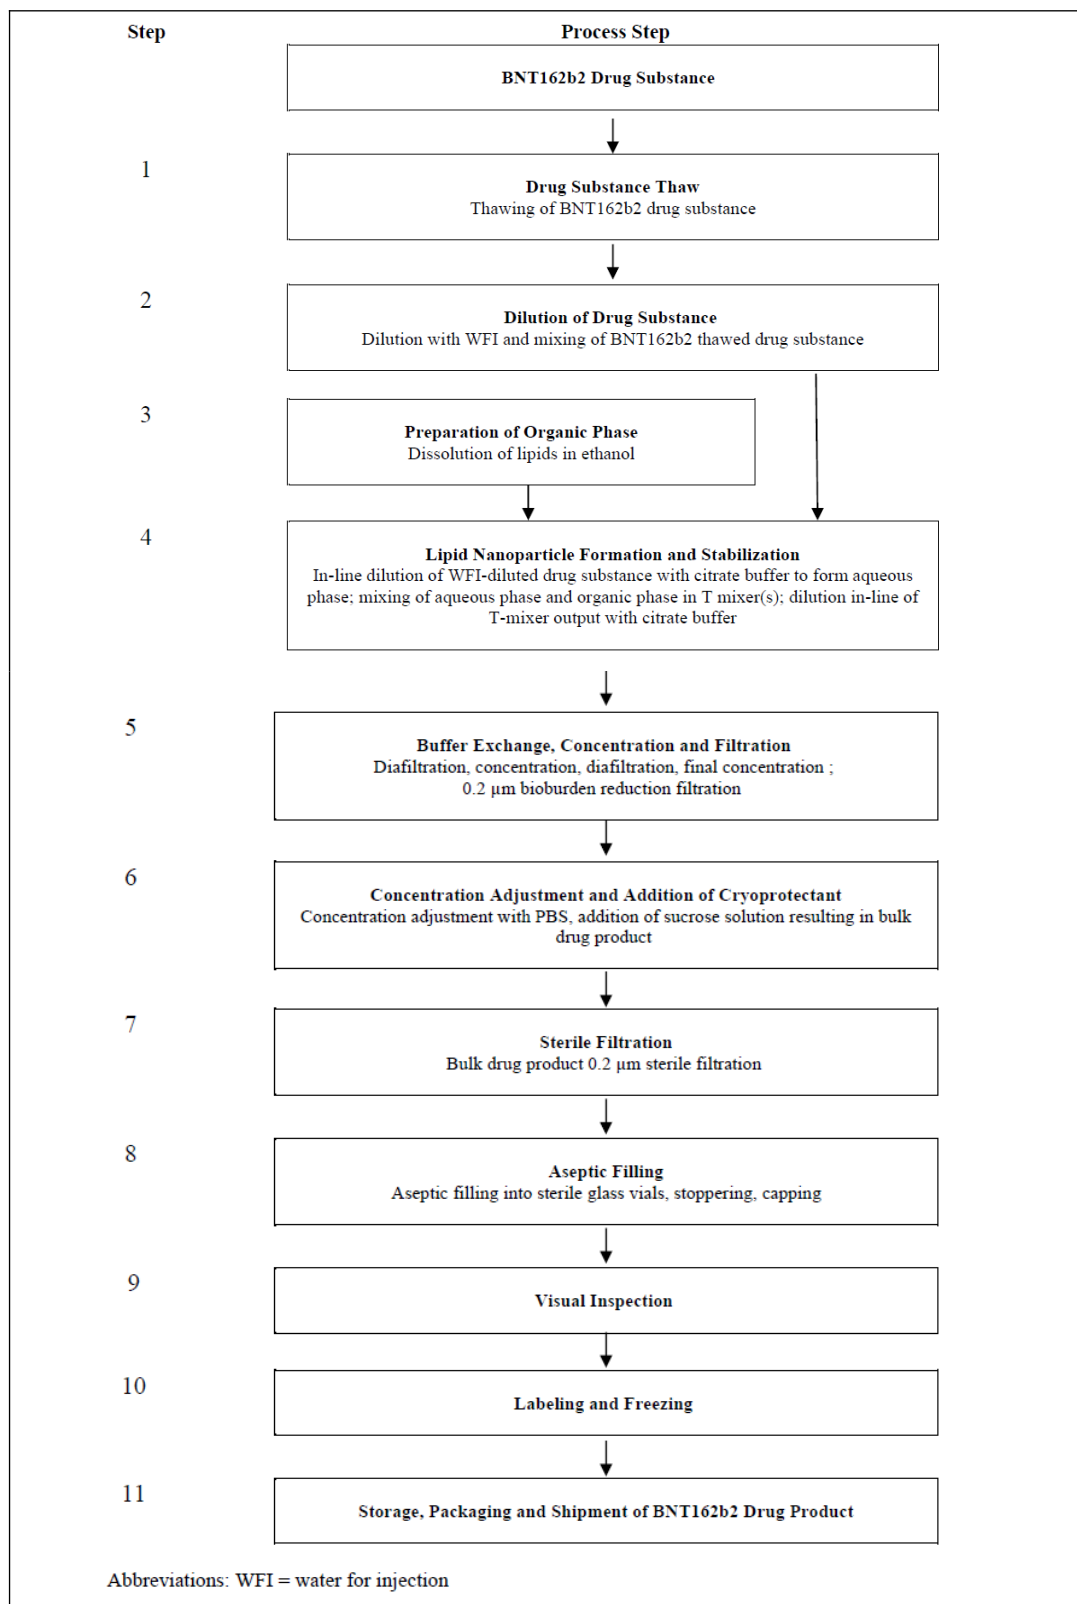 Step Process Step
BNT162b2 Drug Substance
1
Drug Substance Thaw
Thawing of BNT162b2 drug substance
2
Dilution of Drug Substance
Dilution with WFI and mixing of BNT162b2 thawed drug substance
3
Preparation of Organic Phase
Dissolution of lipids in ethanol
4
Lipid Nanoparticle Formation and Stabilization
In-line dilution of WFI-diluted drug substance with citrate buffer to form aqueous
phase; mixing of aqueous phase and organic phase in T mixer(s); dilution in-line of
T-mixer output with citrate buffer
5
Buffer Exchange, Concentration and Filtration
Diafiltration, concentration, diafiltration, final concentration ;
0.2 µm bioburden reduction filtration
6
Concentration Adjustment and Addition of Cryoprotectant
Concentration adjustment with PBS, addition of sucrose solution resulting in bulk
drug product
7
Sterile Filtration
Bulk drug product 0.2 µm sterile filtration
8
Aseptic Filling
Aseptic filling into sterile glass vials, stoppering, capping
9
Visual Inspection
10
Labeling and Freezing
11
Storage, Packaging and Shipment of BNT162b2 Drug Product
Abbreviations: WFI = water for injection